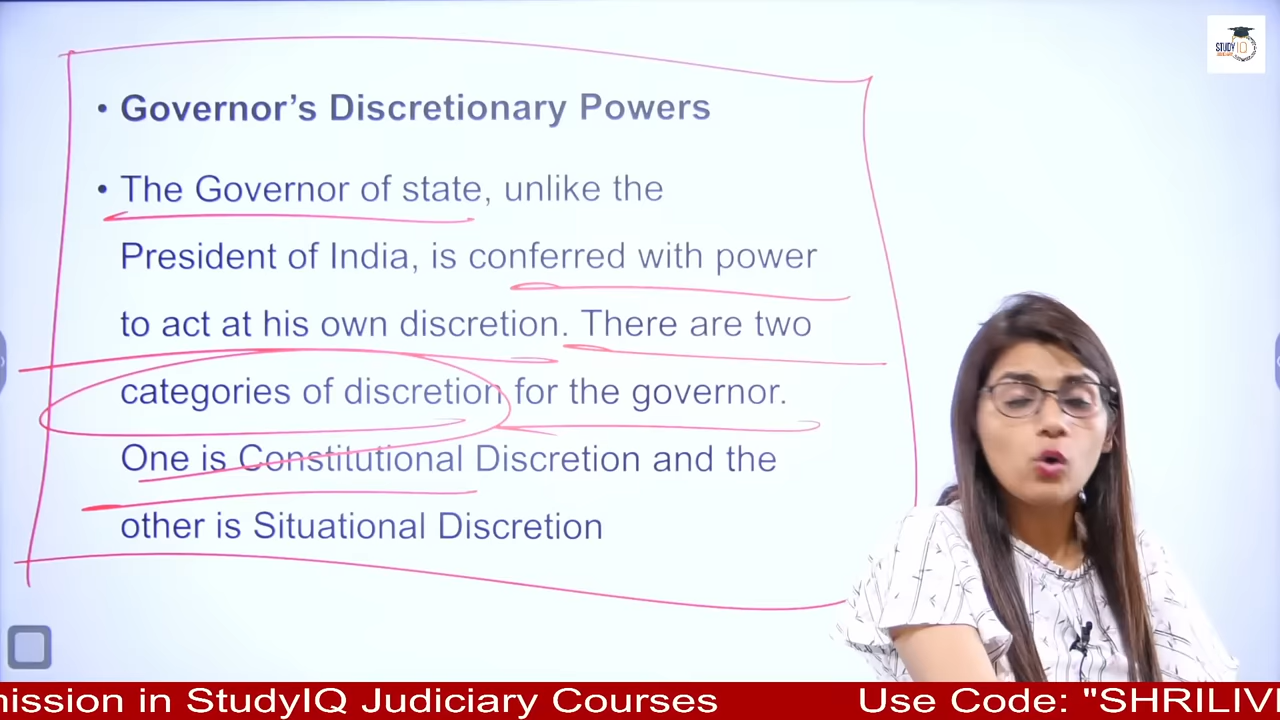 STUDY IQ
• Governor's Discretionary Powers
• The Governor of state, unlike the
President of India, is conferred with power
to act at his own discretion. There are two
categories of discretion for the governor.
One is Constitutional Discretion and the
other is Situational Discretion
mission in StudyIQ Judiciary Courses Use Code: "SHRILIV